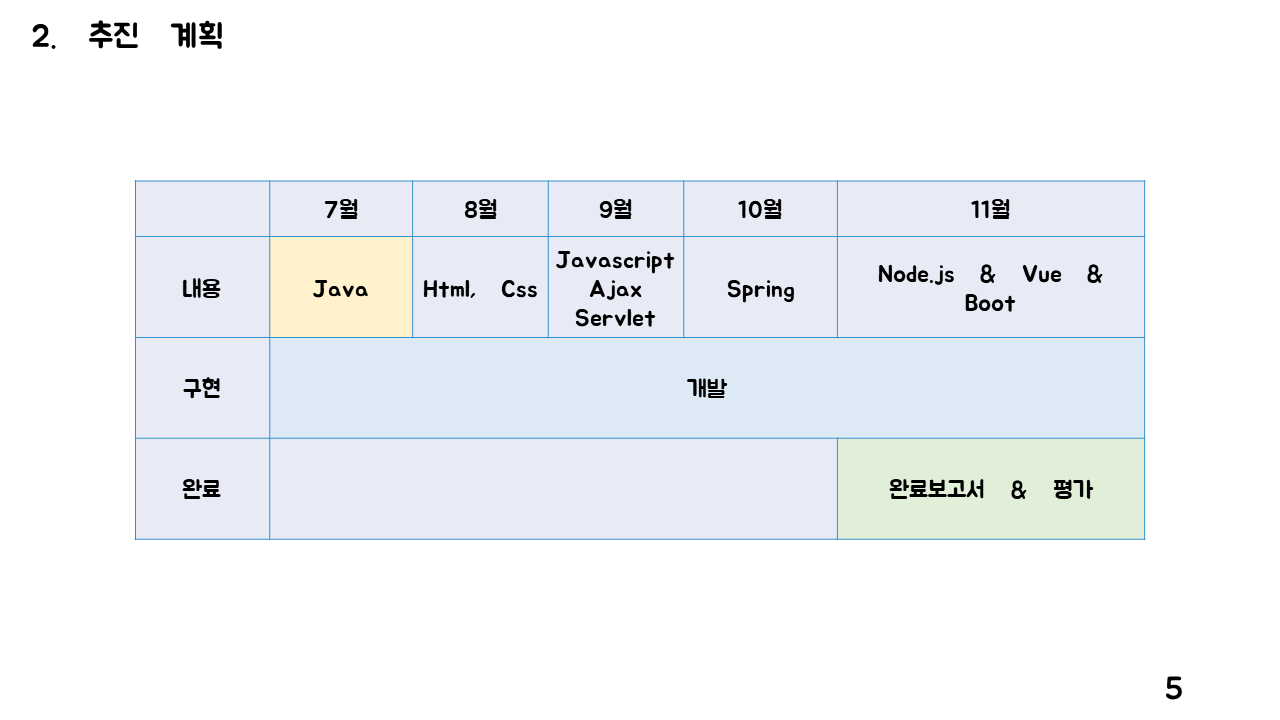 2. 추진 계획
7월 8월 9월 10월 11월
내용 Java Html, Css Javascript
Ajax
Servlet Spring Node.js & Vue &
Boot
구현 개발
완료 완료보고서 & 평가
5